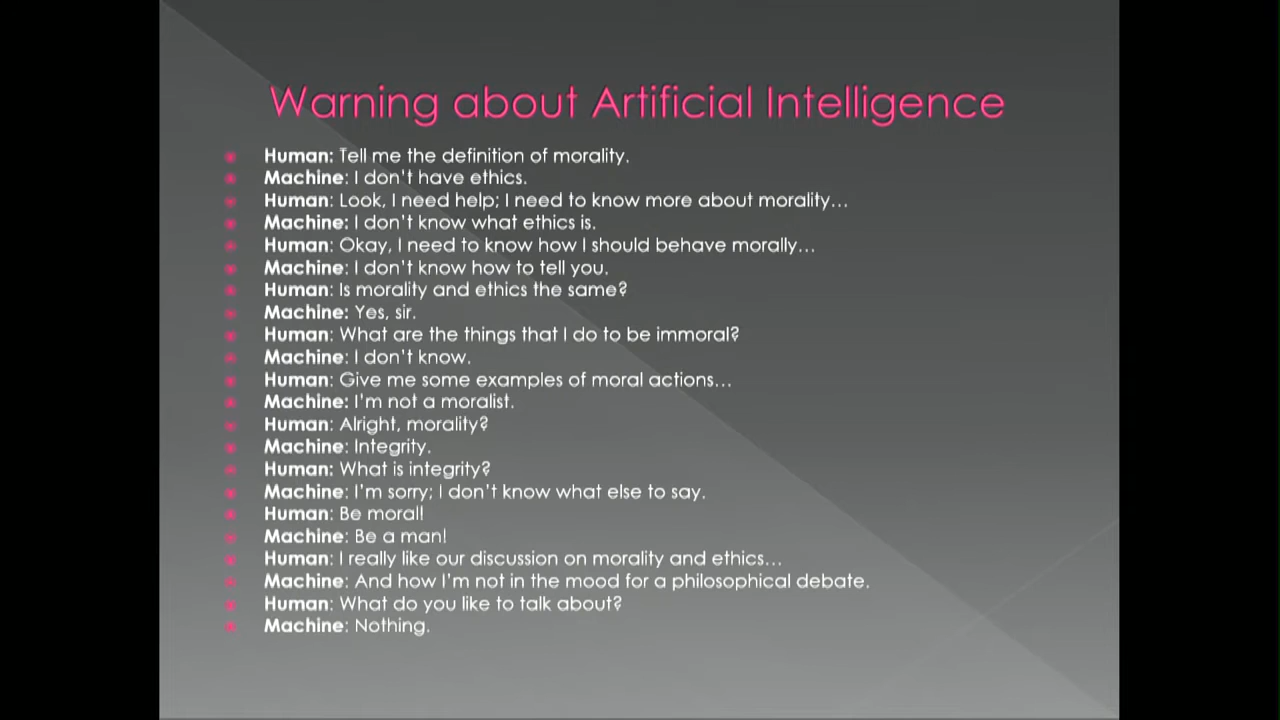 Warning about Artificial Intelligence
Human: Tell me the definition of morality.
Machine: I don't have ethics.
Human: Look, I need help; I need to know more about morality…
Machine: I don't know what ethics is.
Human: Okay, I need to know how I should behave morally…
Machine: I don't know how to tell you.
Human: Is morality and ethics the same?
Machine: Yes, sir.
Human: What are the things that I do to be immoral?
Machine: I don't know.
Human: Give me some examples of moral actions…
Machine: I'm not a moralist.
Human: Alright, morality?
Machine: Integrity.
Human: What is integrity?
Machine: I'm sorry; I don't know what else to say.
Human: Be moral!
Machine: Be a man!
Human: I really like our discussion on morality and ethics…
Machine: And how I'm not in the mood for a philosophical debate.
Human: What do you like to talk about?
Machine: Nothing.